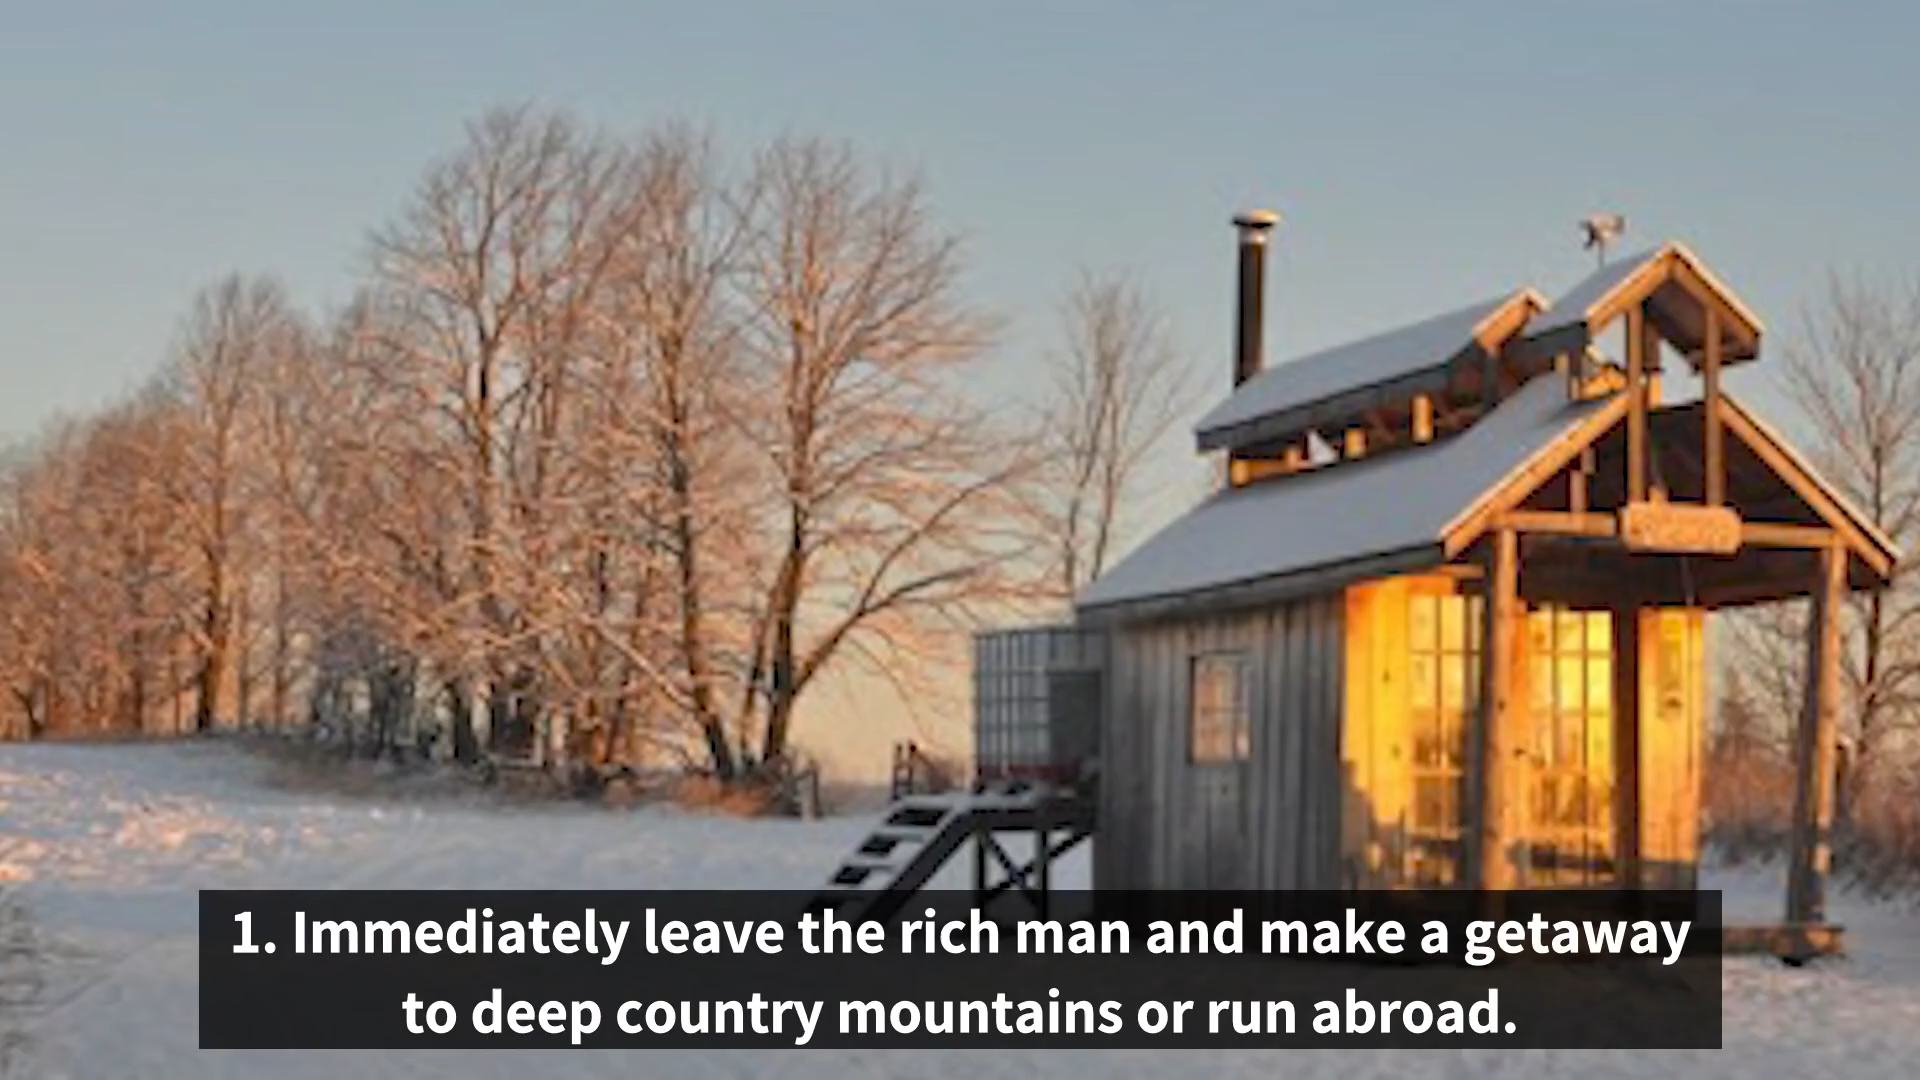 1. Immediately leave the rich man and make a getaway
to deep country mountains or run abroad.